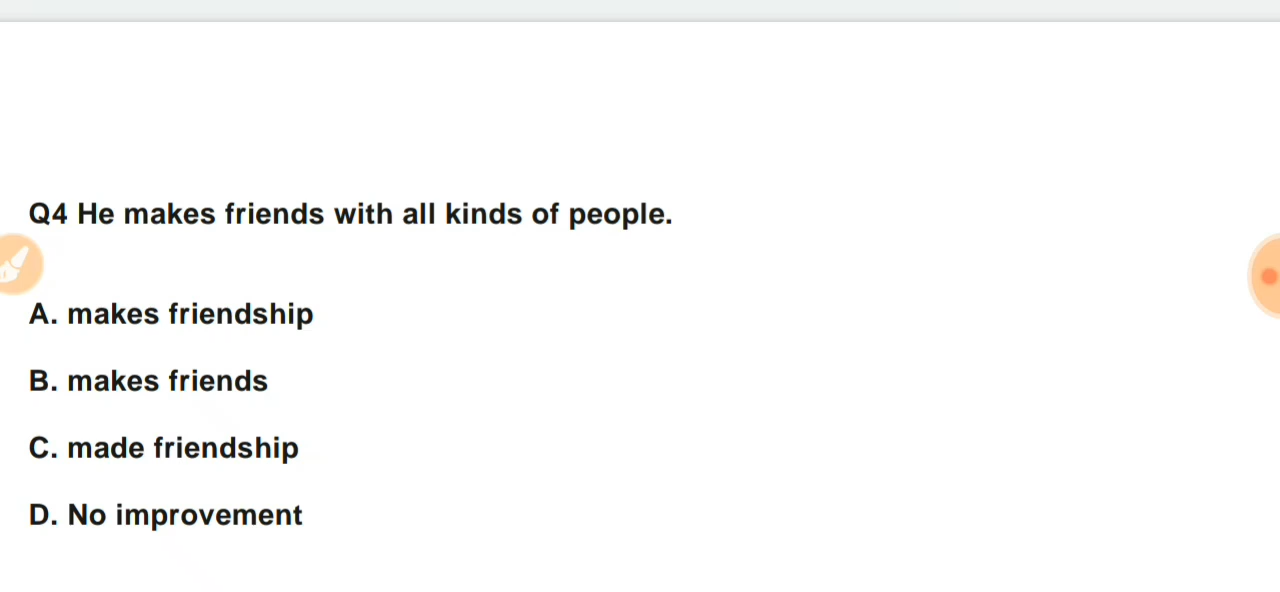 Q4 He makes friends with all kinds of people.
A. makes friendship
B. makes friends
C. made friendship
D. No improvement